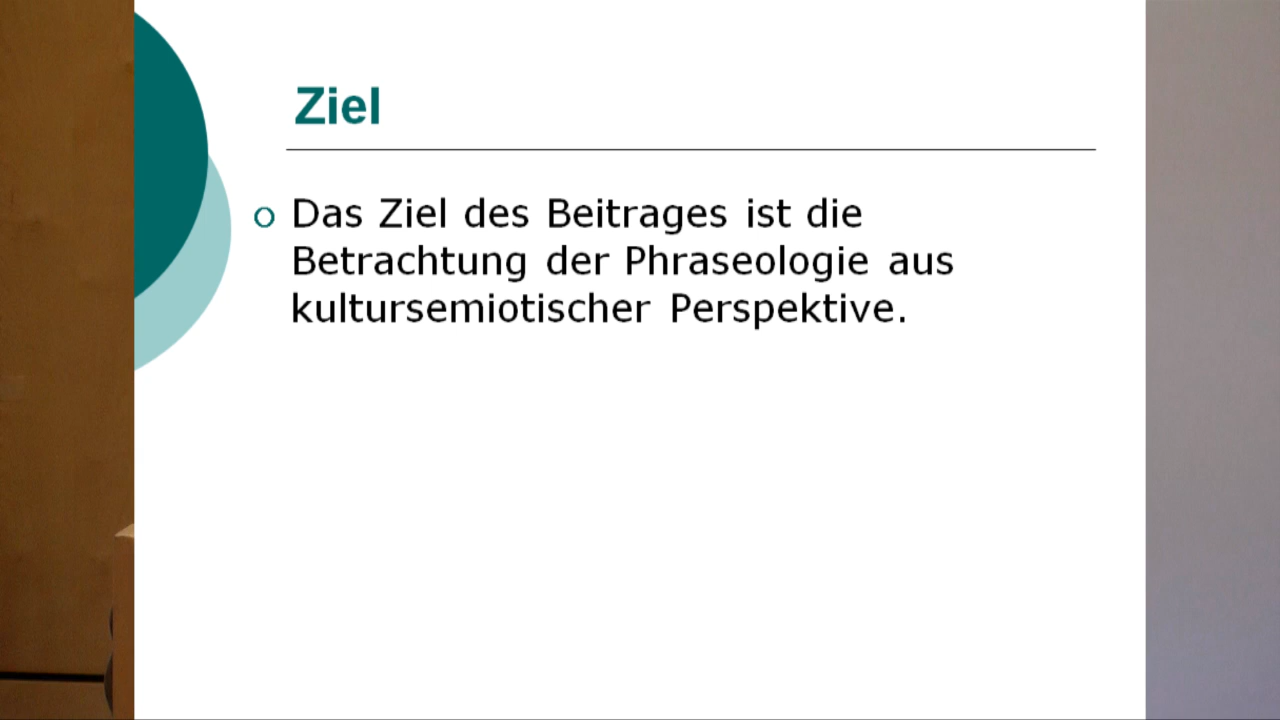 Ziel
Das Ziel des Beitrages ist die
Betrachtung der Phraseologie aus
kultursemiotischer Perspektive.